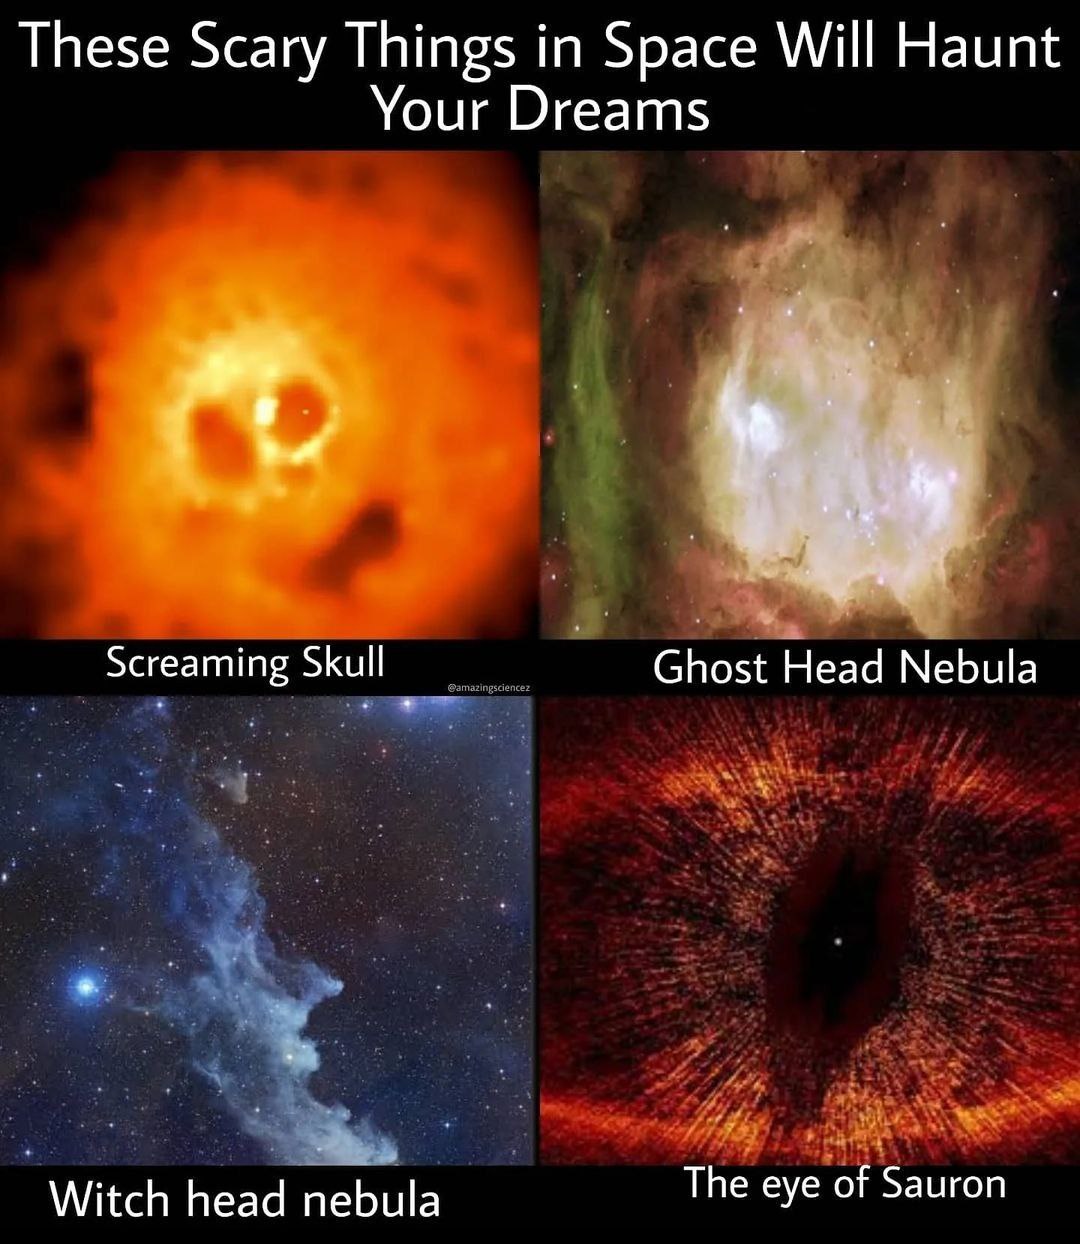 These Scary Things in Space Will Haunt
Your Dreams
Screaming Skull
Ghost Head Nebula
@amazingsciencez
Witch head nebula
The eye of Sauron